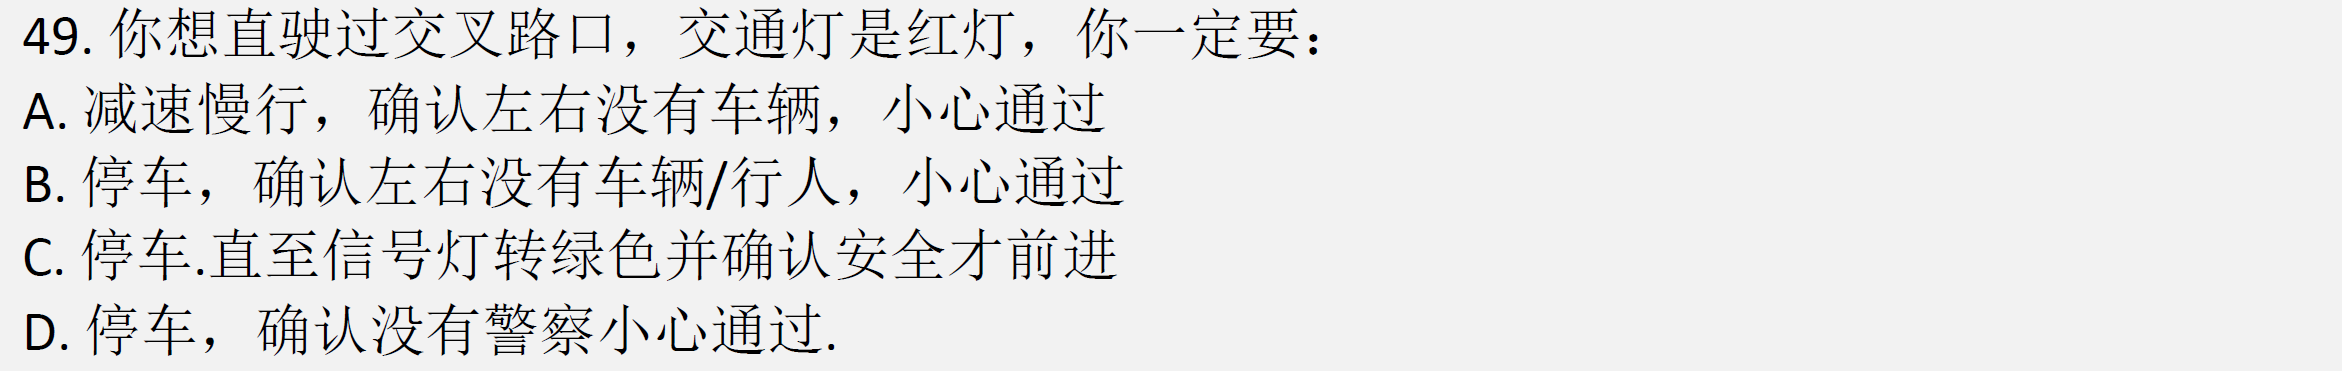 49. 你想直驶过交叉路口，交通灯是红灯，你一定要：
A. 减速慢行，确认左右没有车辆，小心通过
B. 停车，确认左右没有车辆/行人，小心通过
C. 停车.直至信号灯转绿色并确认安全才前进
D. 停车，确认没有警察小心通过.